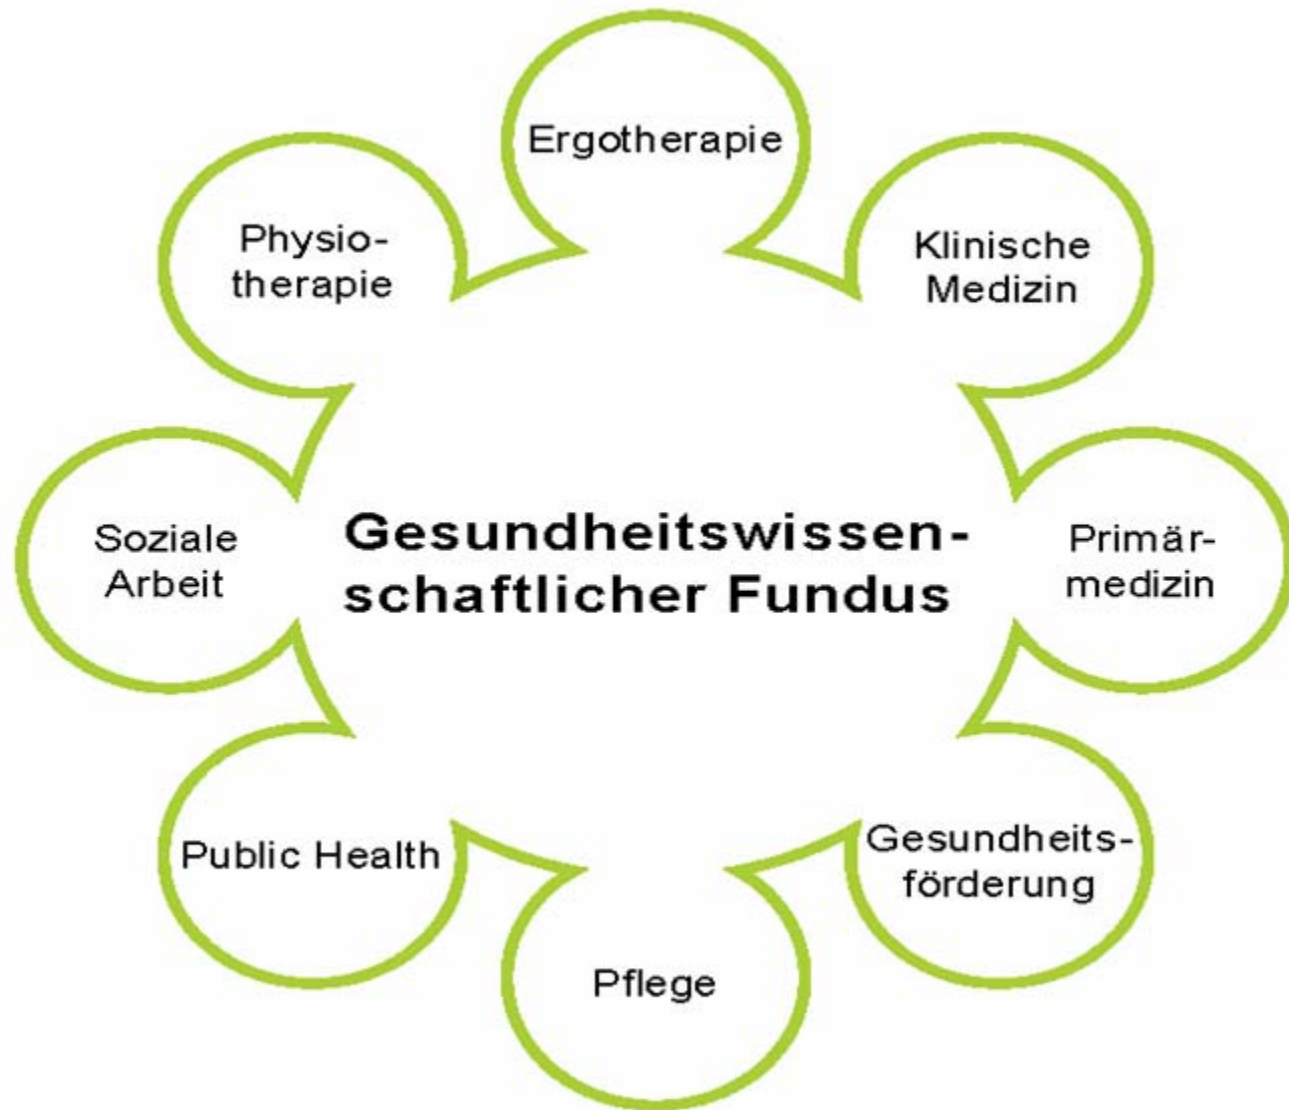 Ergotherapie
Physio-
therapie
Klinische
Medizin
Soziale
Arbeit
Gesundheitswissen-
schaftlicher Fundus
Primär-
medizin
Public Health
Gesundheits-
förderung
Pflege